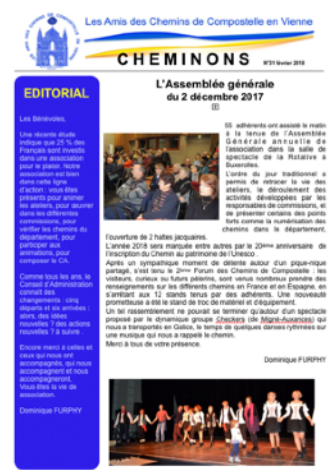 Les Amis des Chemins de Compostelle en Vienne
CHEMINONS
N°31 février 2018
EDITORIAL
Les Bénévoles,
Une récente étude
indique que 25 % des
Français sont investis
dans une association
pour le plaisir. Notre
association est bien
dans cette ligne
d'action : vous êtes
présents pour animer
les ateliers, pour œuvrer
dans les différentes
commissions, pour
vérifier les chemins du
département, pour
participer aux
animations, pour
composer le CA.
Comme tous les ans, le
Conseil d'Administration
connaît des
changements : cinq
départs et six arrivées :
alors, des idées
nouvelles ? des actions
nouvelles ? à suivre
Encore merci à celles et
ceux qui nous ont
accompagnés, qui nous
accompagnent et nous
accompagneront.
Vous êtes la vie de
association.
Dominique FURPHY
L'Assemblée générale
du 2 décembre 2017
55 adhérents ont assisté le matin
à la tenue de l'Assemblée
Générale annuelle de
l'association dans la salle de
spectacle de la Rotative à
Buxerolles.
L'ordre du jour traditionnel a
permis de retracer la vie des
ateliers, le déroulement des
activités développées par les
responsables de commissions, et
de présenter certains des points
forts comme la numérisation des
chemins dans le département,
l'ouverture de 2 haltes jacquaires.
L'année 2018 sera marquée entre autres par le 20ème anniversaire de
l'inscription du Chemin au patrimoine de l'Unesco.
Après un sympathique moment de détente autour d'un pique-nique
partagé, s'est tenu le 2ème Forum des Chemins de Compostelle : les
visiteurs, curieux ou futurs pèlerins, sont venus nombreux prendre des
renseignements sur les différents chemins en France et en Espagne, en
s'arrêtant aux 12 stands tenus par des adhérents. Une nouveauté
prometteuse a été le stand de troc de matériel et d'équipement.
Un tel rassemblement ne pouvait se terminer qu'autour d'un spectacle
proposé par le dynamique groupe Checkers (de Migné-Auxances) qui
nous a transportés en Galice, le temps de quelques danses rythmées sur
une musique qui nous a rappelé le chemin.
Merci à tous de votre présence.
Dominique FURPHY